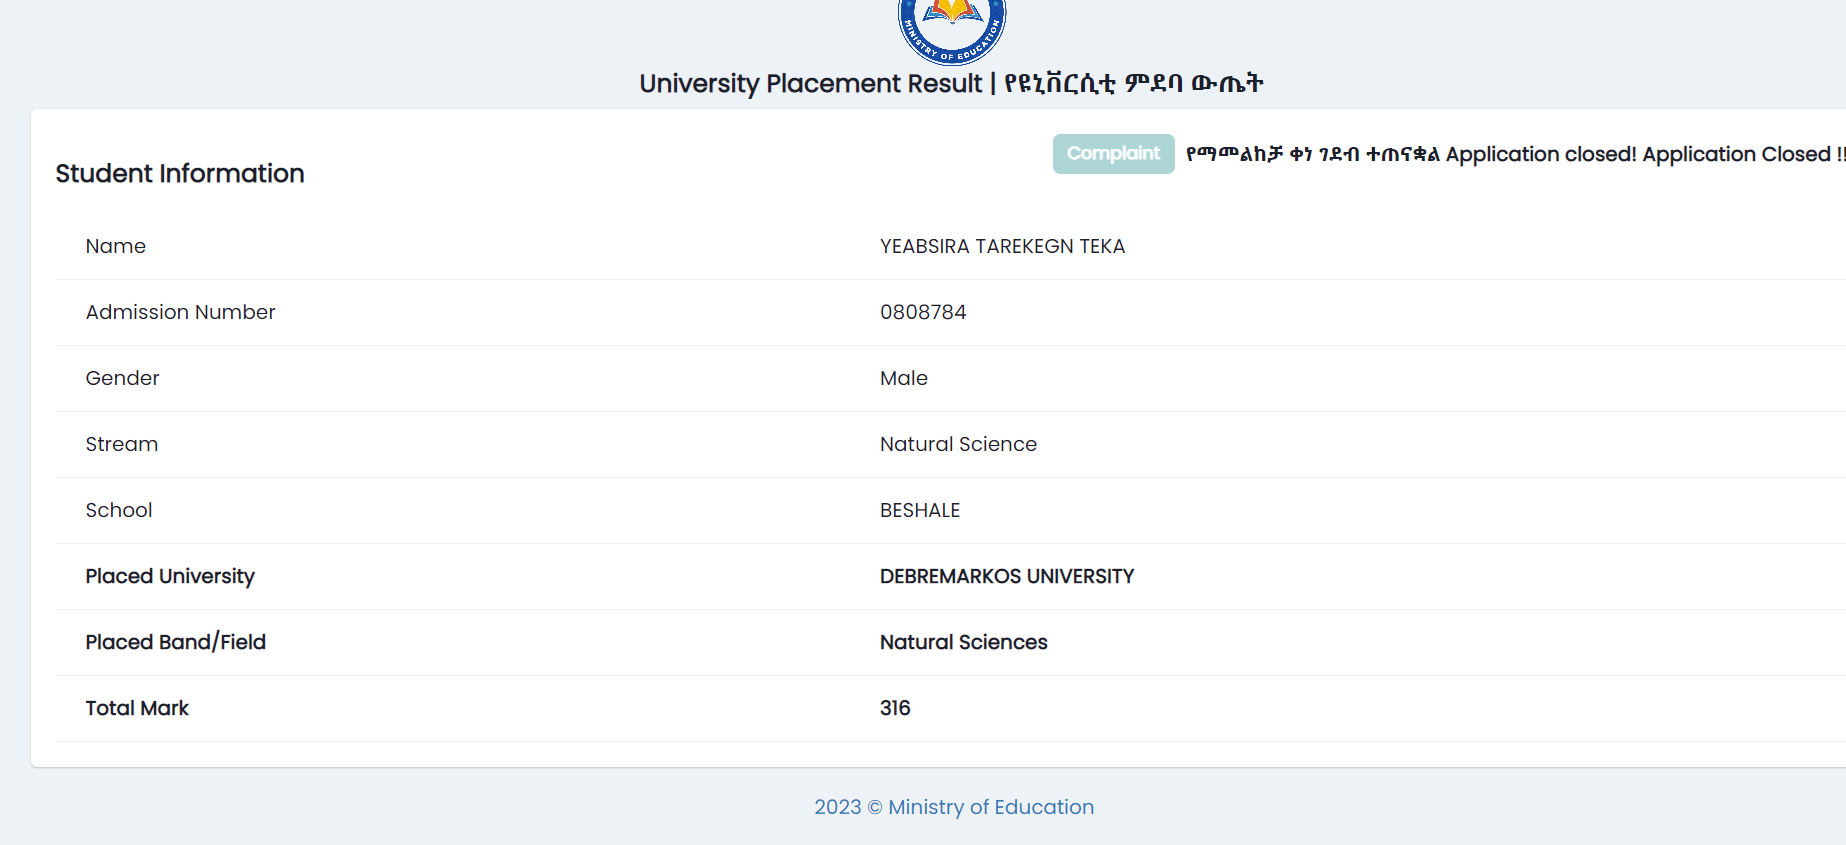 MINISTRY OF EDUCATION
University Placement Result | የዩኒቨርሲቲ ምደባ ውጤት
Complaint የማመልከቻ ቀነ ገደብ ተጠናቋል Application closed! Application Closed !!
Student Information
Name YEABSIRA TAREKEGN TEKA
Admission Number 0808784
Gender Male
Stream Natural Science
School BESHALE
Placed University DEBREMARKOS UNIVERSITY
Placed Band/Field Natural Sciences
Total Mark 316
2023 © Ministry of Education